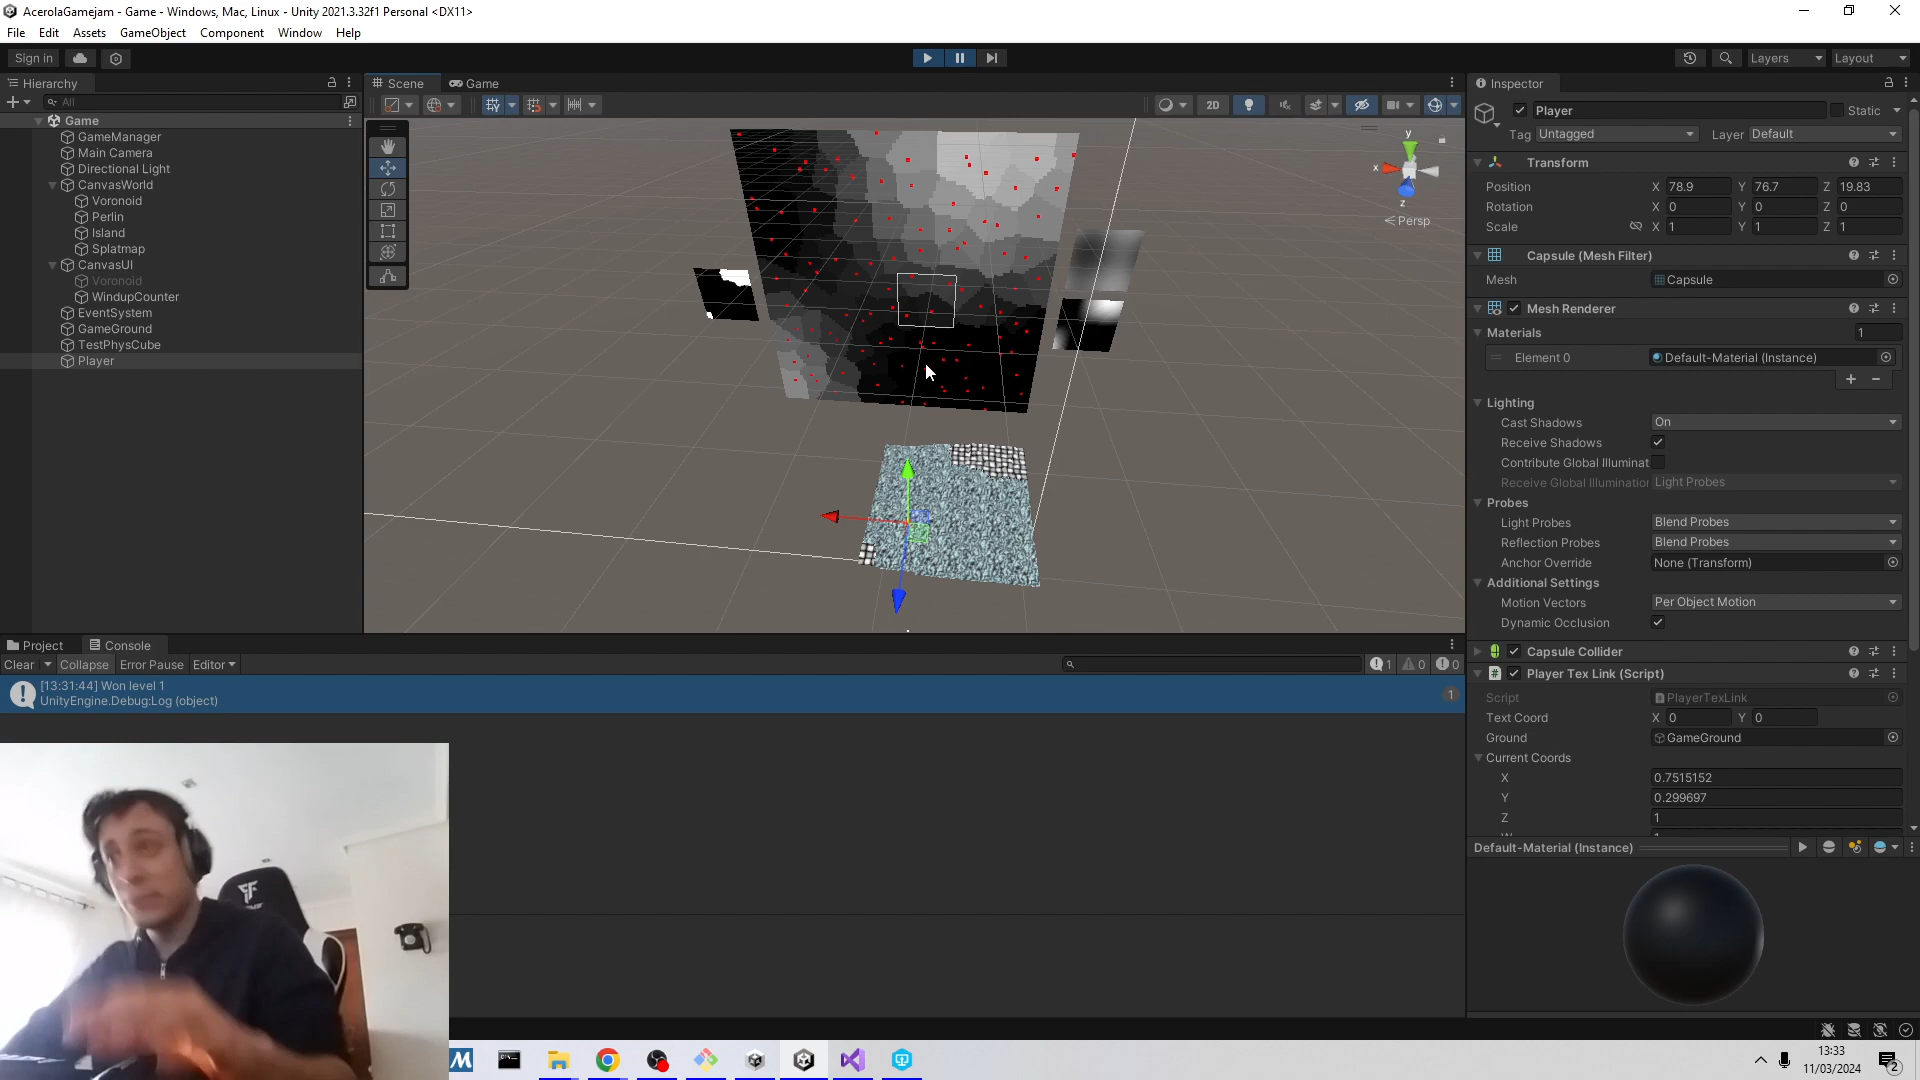 AcerolaGamejam - Game - Windows, Mac, Linux - Unity 2021.3.32f1 Personal <DX11>
File Edit Assets GameObject Component Window Help
Sign in Layers Layout
Hierarchy
All
Scene Game
Inspector
2D
Game
GameManager
Main Camera
Directional Light
CanvasWorld
Voronoid
Perlin
Island
Splatmap
CanvasUI
Voronoid
WindupCounter
EventSystem
GameGround
TestPhysCube
Player
y
x
z
Persp
Player Static
Tag Untagged Layer Default
Transform
Position X 78.9 Y 76.7 Z 19.83
Rotation X 0 Y 0 Z 0
Scale X 1 Y 1 Z 1
Capsule (Mesh Filter)
Mesh Capsule
Mesh Renderer
Materials 1
Element 0 Default-Material (Instance)
Lighting
Cast Shadows On
Receive Shadows
Contribute Global Illuminat
Receive Global Illumination Light Probes
Probes
Light Probes Blend Probes
Reflection Probes Blend Probes
Anchor Override None (Transform)
Additional Settings
Motion Vectors Per Object Motion
Dynamic Occlusion
Capsule Collider
Player Tex Link (Script)
Script PlayerTexLink
Text Coord X 0 Y 0
Ground GameGround
Current Coords
X 0.7515152
Y 0.299697
Z 1
Default-Material (Instance)
Project Console
Clear Collapse Error Pause Editor
1 0 0
[13:31:44] Won level 1
UnityEngine.Debug:Log (object)
1
13:33
11/03/2024
2